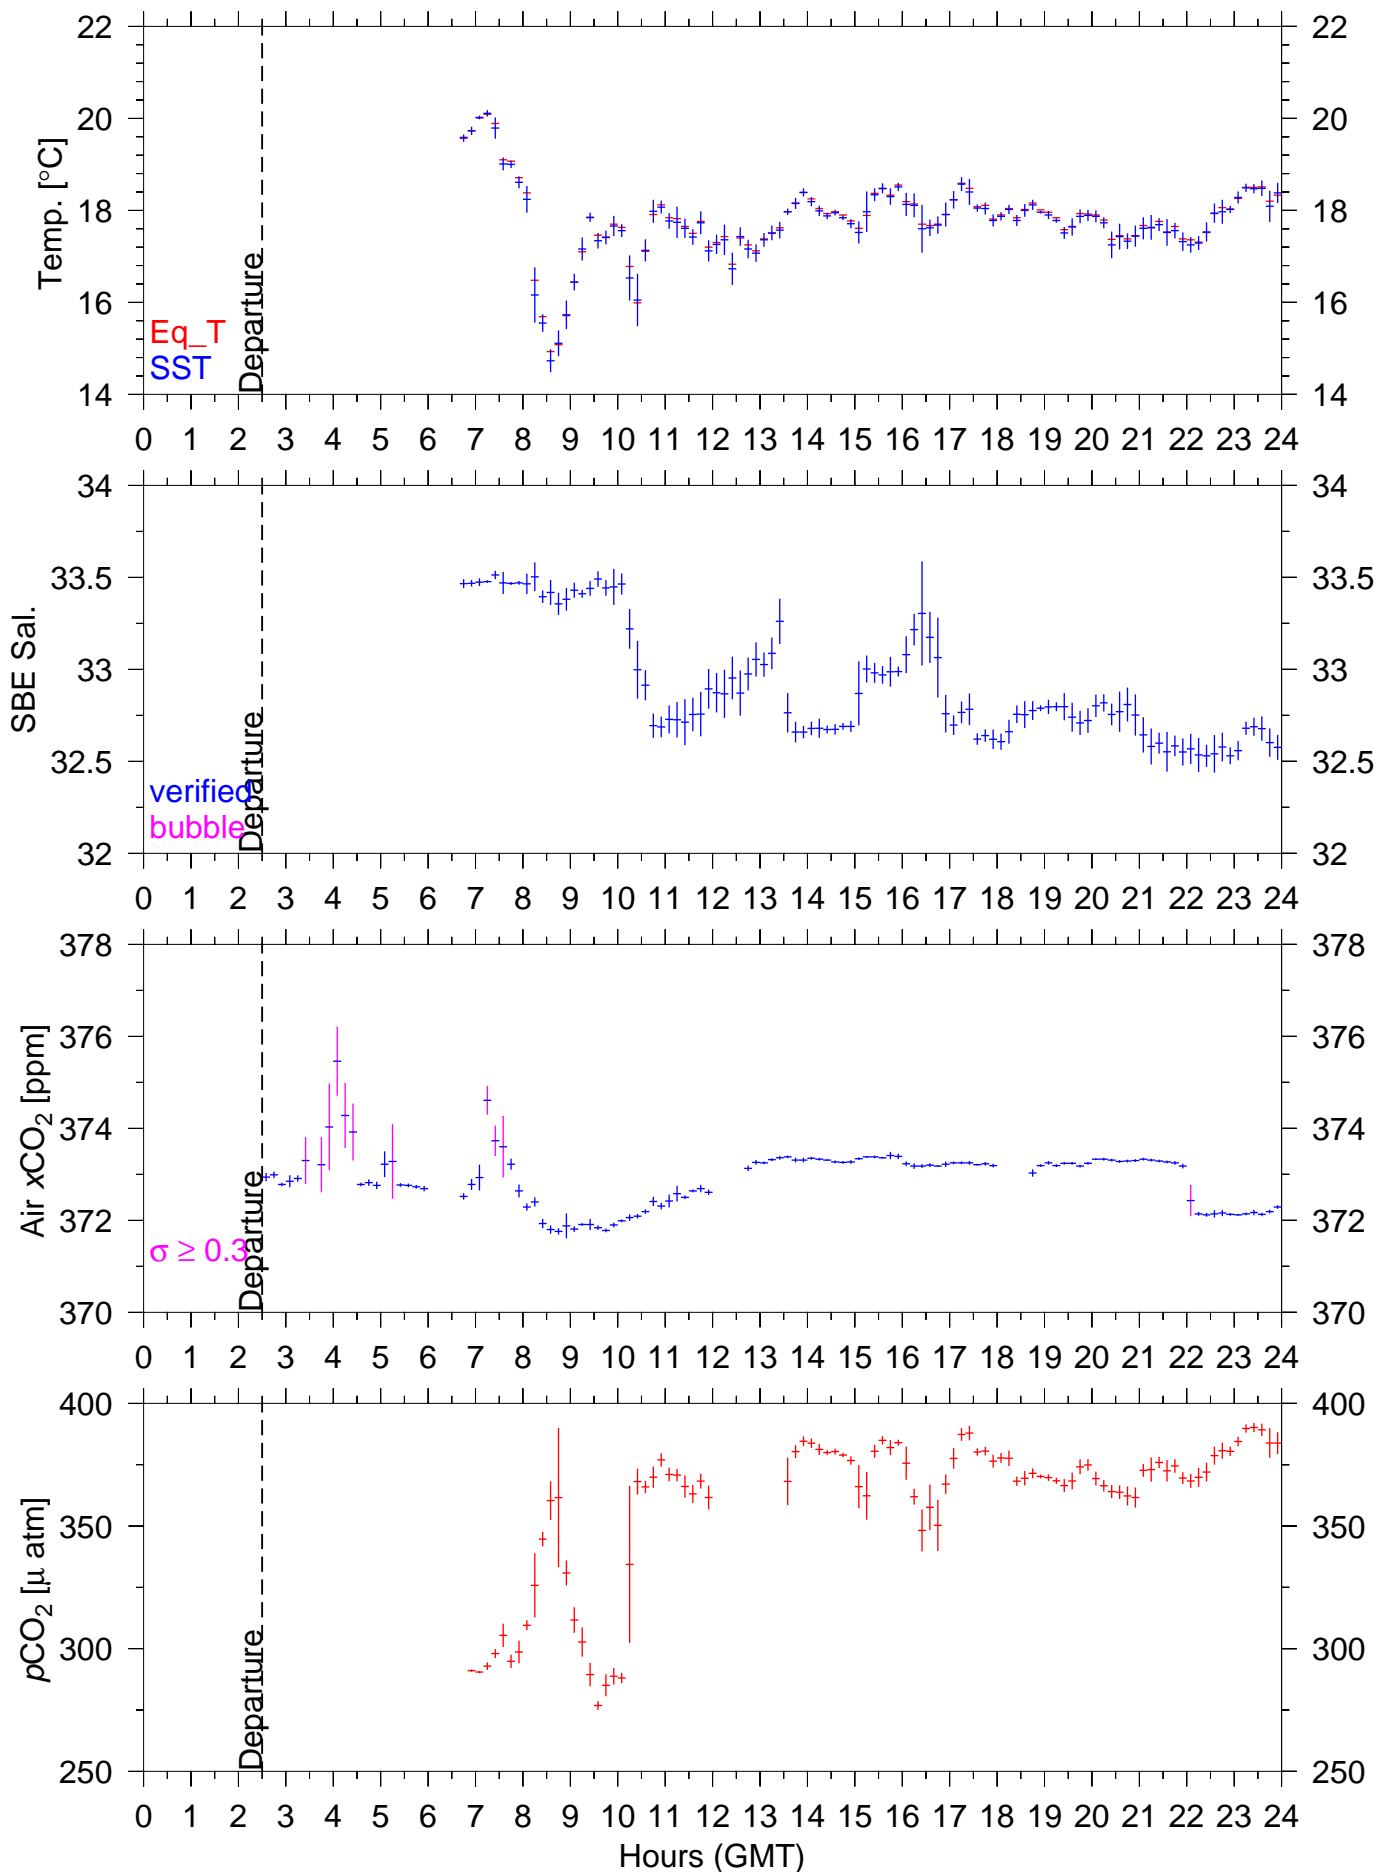 22 22
20 20
18 18
16 16
14 14
Temp. [°C]
Eq_T
SST
Departure
0 1 2 3 4 5 6 7 8 9 10 11 12 13 14 15 16 17 18 19 20 21 22 23 24
34 34
33.5 33.5
33 33
32.5 32.5
32 32
SBE Sal.
verified
bubble
Departure
0 1 2 3 4 5 6 7 8 9 10 11 12 13 14 15 16 17 18 19 20 21 22 23 24
378 378
376 376
374 374
372 372
370 370
Air xCO₂ [ppm]
σ ≥ 0.3
Departure
0 1 2 3 4 5 6 7 8 9 10 11 12 13 14 15 16 17 18 19 20 21 22 23 24
400 400
350 350
300 300
250 250
pCO₂ [μ atm]
Departure
0 1 2 3 4 5 6 7 8 9 10 11 12 13 14 15 16 17 18 19 20 21 22 23 24
Hours (GMT)